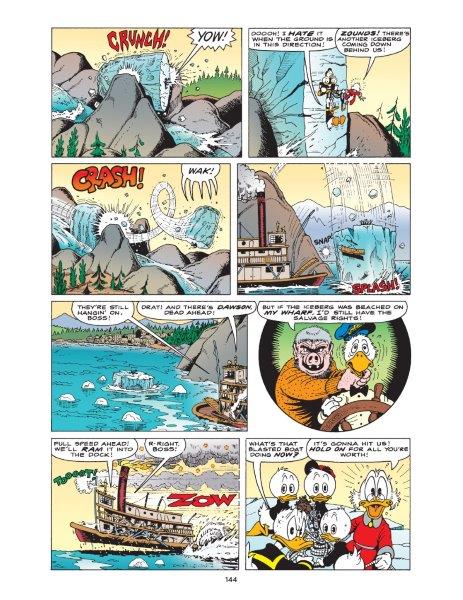 CRUNCH!
YOW!
OOOOH! I HATE IT
WHEN THE GROUND IS
IN THIS DIRECTION!
ZOUNDS! THERE'S
ANOTHER ICEBERG
COMING DOWN
BEHIND US!
CRASH!
WAK!
SNAP
SPLASH!
THEY'RE STILL
HANGIN' ON,
BOSS!
DRAT! AND THERE'S DAWSON,
DEAD AHEAD!
BUT IF THE ICEBERG WAS BEACHED ON
MY WHARF, I'D STILL HAVE THE
SALVAGE RIGHTS!
FULL SPEED AHEAD!
WE'LL RAM IT INTO
THE DOCK!
R-RIGHT,
BOSS!
TOOOOT!
ZOW
WHAT'S THAT
BLASTED BOAT
DOING NOW?
IT'S GONNA HIT US!
HOLD ON FOR ALL YOU'RE
WORTH!
144